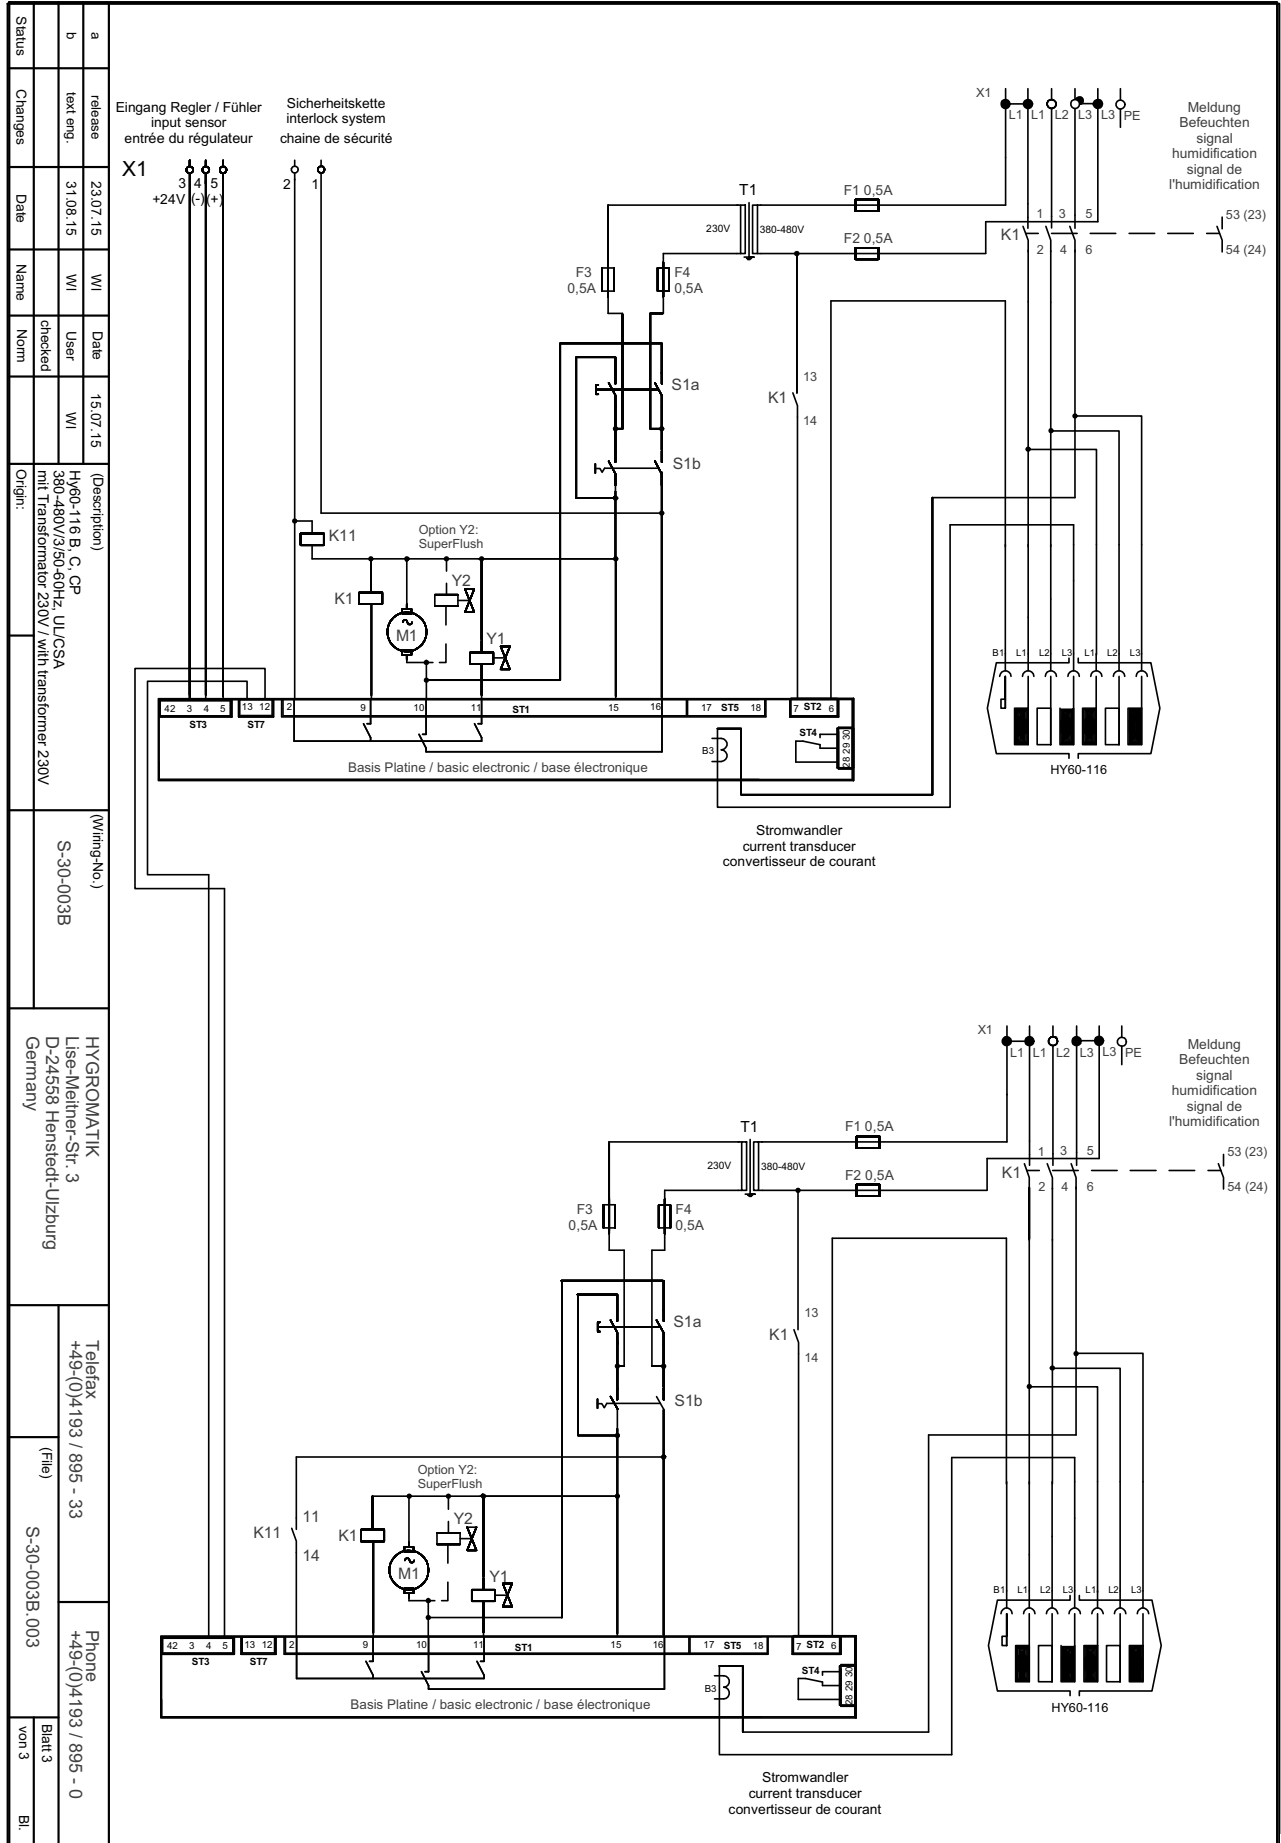 Eingang Regler / Fühler
input sensor
entrée du régulateur
Sicherheitskette
interlock system
chaine de sécurité
X1
3 4 5
+24V (-) (+)
2 1
X1
L1 L1 L2 L3 L3 PE
Meldung
Befeuchten
signal
humidification
signal de
l'humidification
T1
230V
380-480V
F1 0,5A
F2 0,5A
F3
0,5A
F4
0,5A
K1
1 3 5
2 4 6
53 (23)
54 (24)
S1a
S1b
K1
13
14
K11
Option Y2:
SuperFlush
K1
M1
Y2
Y1
B1 L1 L2 L3 L1 L2 L3
HY60-116
42 3 4 5
ST3
13 12
ST7
2 9 10 11 ST1 15 16
17 ST5 18
7 ST2 6
B3
ST4
28 29 30
Basis Platine / basic electronic / base électronique
Stromwandler
current transducer
convertisseur de courant
X1
L1 L1 L2 L3 L3 PE
Meldung
Befeuchten
signal
humidification
signal de
l'humidification
T1
230V
380-480V
F1 0,5A
F2 0,5A
F3
0,5A
F4
0,5A
K1
1 3 5
2 4 6
53 (23)
54 (24)
S1a
S1b
K1
13
14
Option Y2:
SuperFlush
K11
11
14
K1
M1
Y2
Y1
B1 L1 L2 L3 L1 L2 L3
HY60-116
42 3 4 5
ST3
13 12
ST7
2 9 10 11 ST1 15 16
17 ST5 18
7 ST2 6
B3
ST4
28 29 30
Basis Platine / basic electronic / base électronique
Stromwandler
current transducer
convertisseur de courant
a release 23.07.15 WI
b text eng. 31.08.15 WI
Status Changes Date Name Norm
Date 15.07.15
User WI
checked
(Description)
Hy60-116 B, C, CP
380-480V/3/50-60Hz, UL/CSA
mit Transformator 230V / with transformer 230V
Origin:
(Wiring-No.)
S-30-003B
HYGROMATIK
Lise-Meitner-Str. 3
D-24558 Henstedt-Ulzburg
Germany
Telefax
+49-(0)4193 / 895 - 33
Phone
+49-(0)4193 / 895 - 0
(File)
S-30-003B.003
Blatt 3
von 3 Bl.